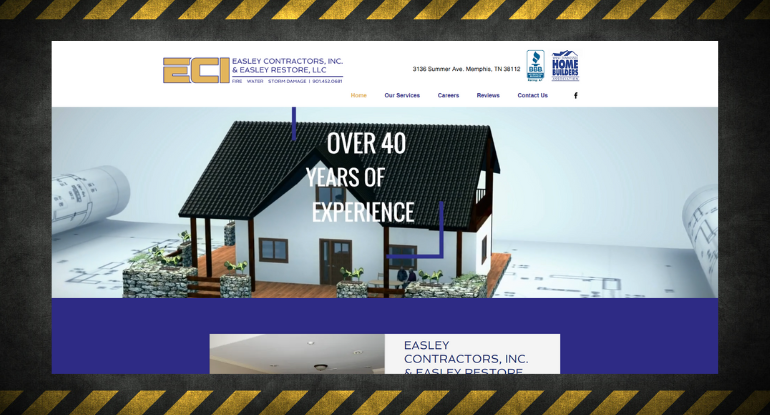 ECI
EASLEY CONTRACTORS, INC.
& EASLEY RESTORE, LLC
FIRE WATER STORM DAMAGE | 901.452.0691
3136 Summer Ave. Memphis, TN 38112
BBB
HOME
BUILDERS
Home Our Services Careers Reviews Contact Us f
OVER 40
YEARS OF
EXPERIENCE
EASLEY
CONTRACTORS, INC.
& EASLEY RESTORE